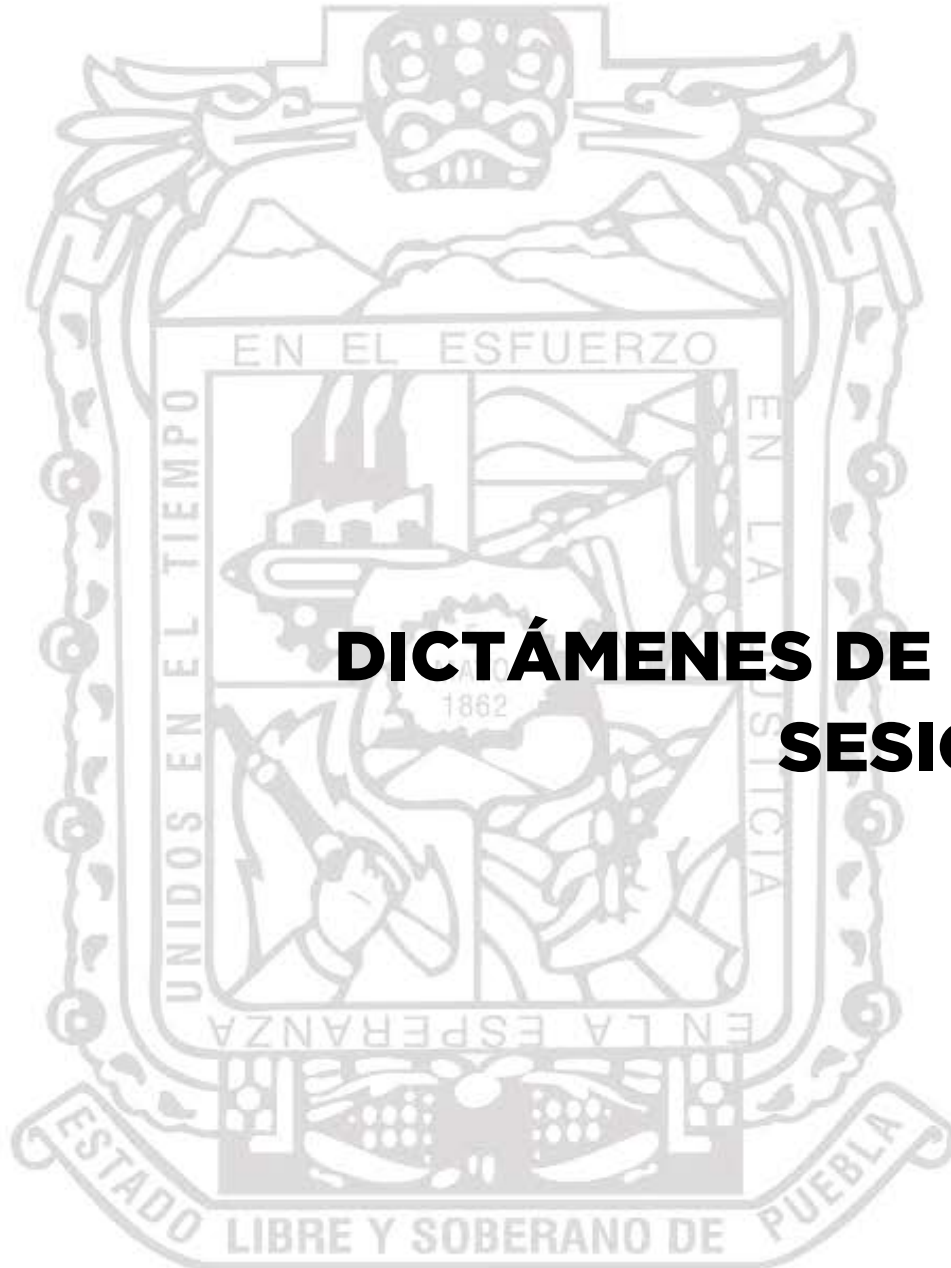 EN EL ESFUERZO
EN LA JUSTICIA
UNIDOS EN EL TIEMPO
DICTÁMENES DE
1862
EN LA ESPERANZA
ESTADO LIBRE Y SOBERANO DE PUEBLA